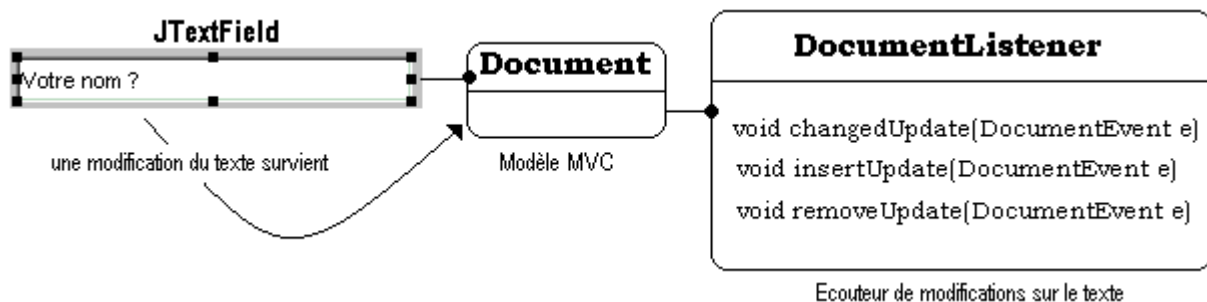 JTextField
Votre nom ?
une modification du texte survient
Document
Modèle MVC
DocumentListener
void changedUpdate(DocumentEvent e)
void insertUpdate(DocumentEvent e)
void removeUpdate(DocumentEvent e)
Ecouteur de modifications sur le texte